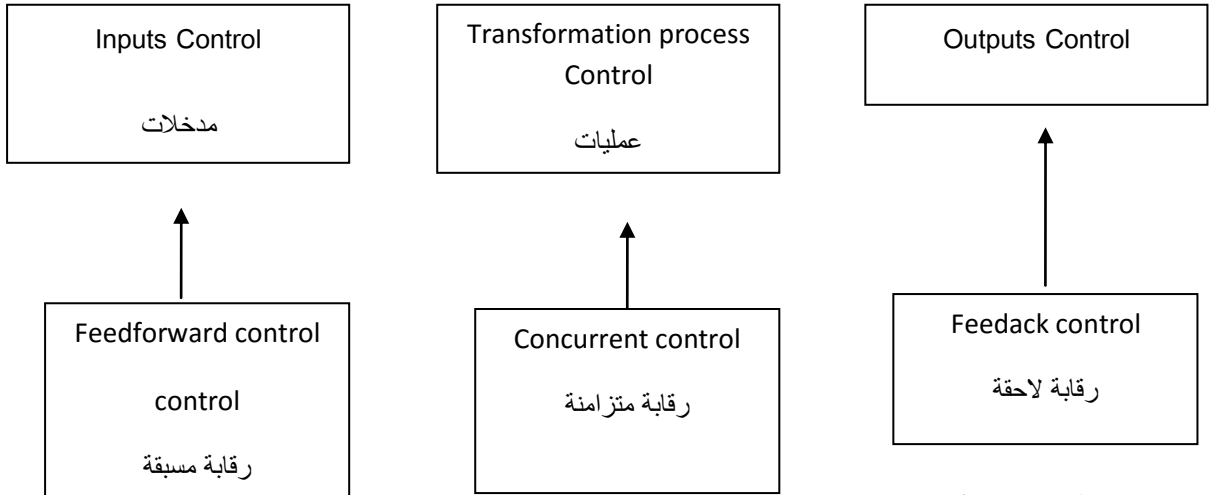 Inputs Control
مدخلات
Transformation process
Control
عمليات
Outputs Control
Feedforward control
control
رقابة مسبقة
Concurrent control
رقابة متزامنة
Feedack control
رقابة لاحقة